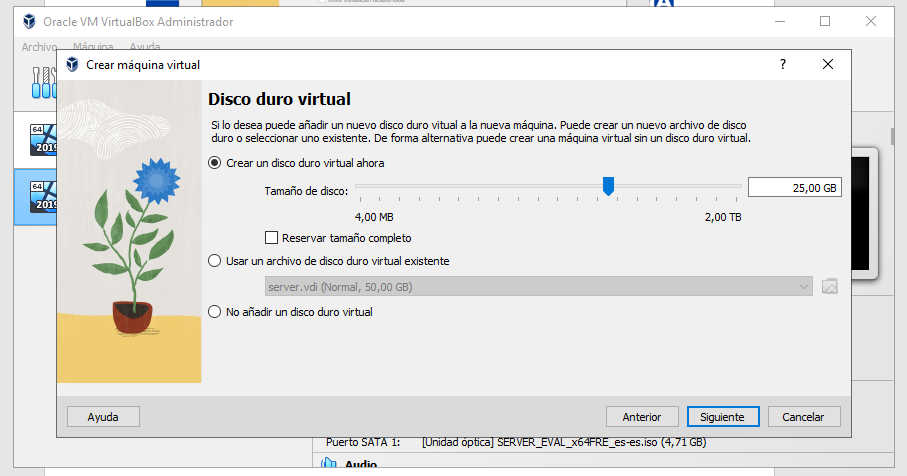 Oracle VM VirtualBox Administrador
Archivo Máquina Ayuda
Crear máquina virtual
?
Disco duro virtual
Si lo desea puede añadir un nuevo disco duro vitual a la nueva máquina. Puede crear un nuevo archivo de disco
duro o seleccionar uno existente. De forma alternativa puede crear una máquina virtual sin un disco duro virtual.
64
2019
64
2019
Crear un disco duro virtual ahora
Tamaño de disco:
25,00 GB
4,00 MB 2,00 TB
Reservar tamaño completo
Usar un archivo de disco duro virtual existente
server.vdi (Normal, 50,00 GB)
No añadir un disco duro virtual
Ayuda Anterior Siguiente Cancelar
Puerto SATA 1: [Unidad óptica] SERVER_EVAL_x64FRE_es-es.iso (4,71 GB)
Audio